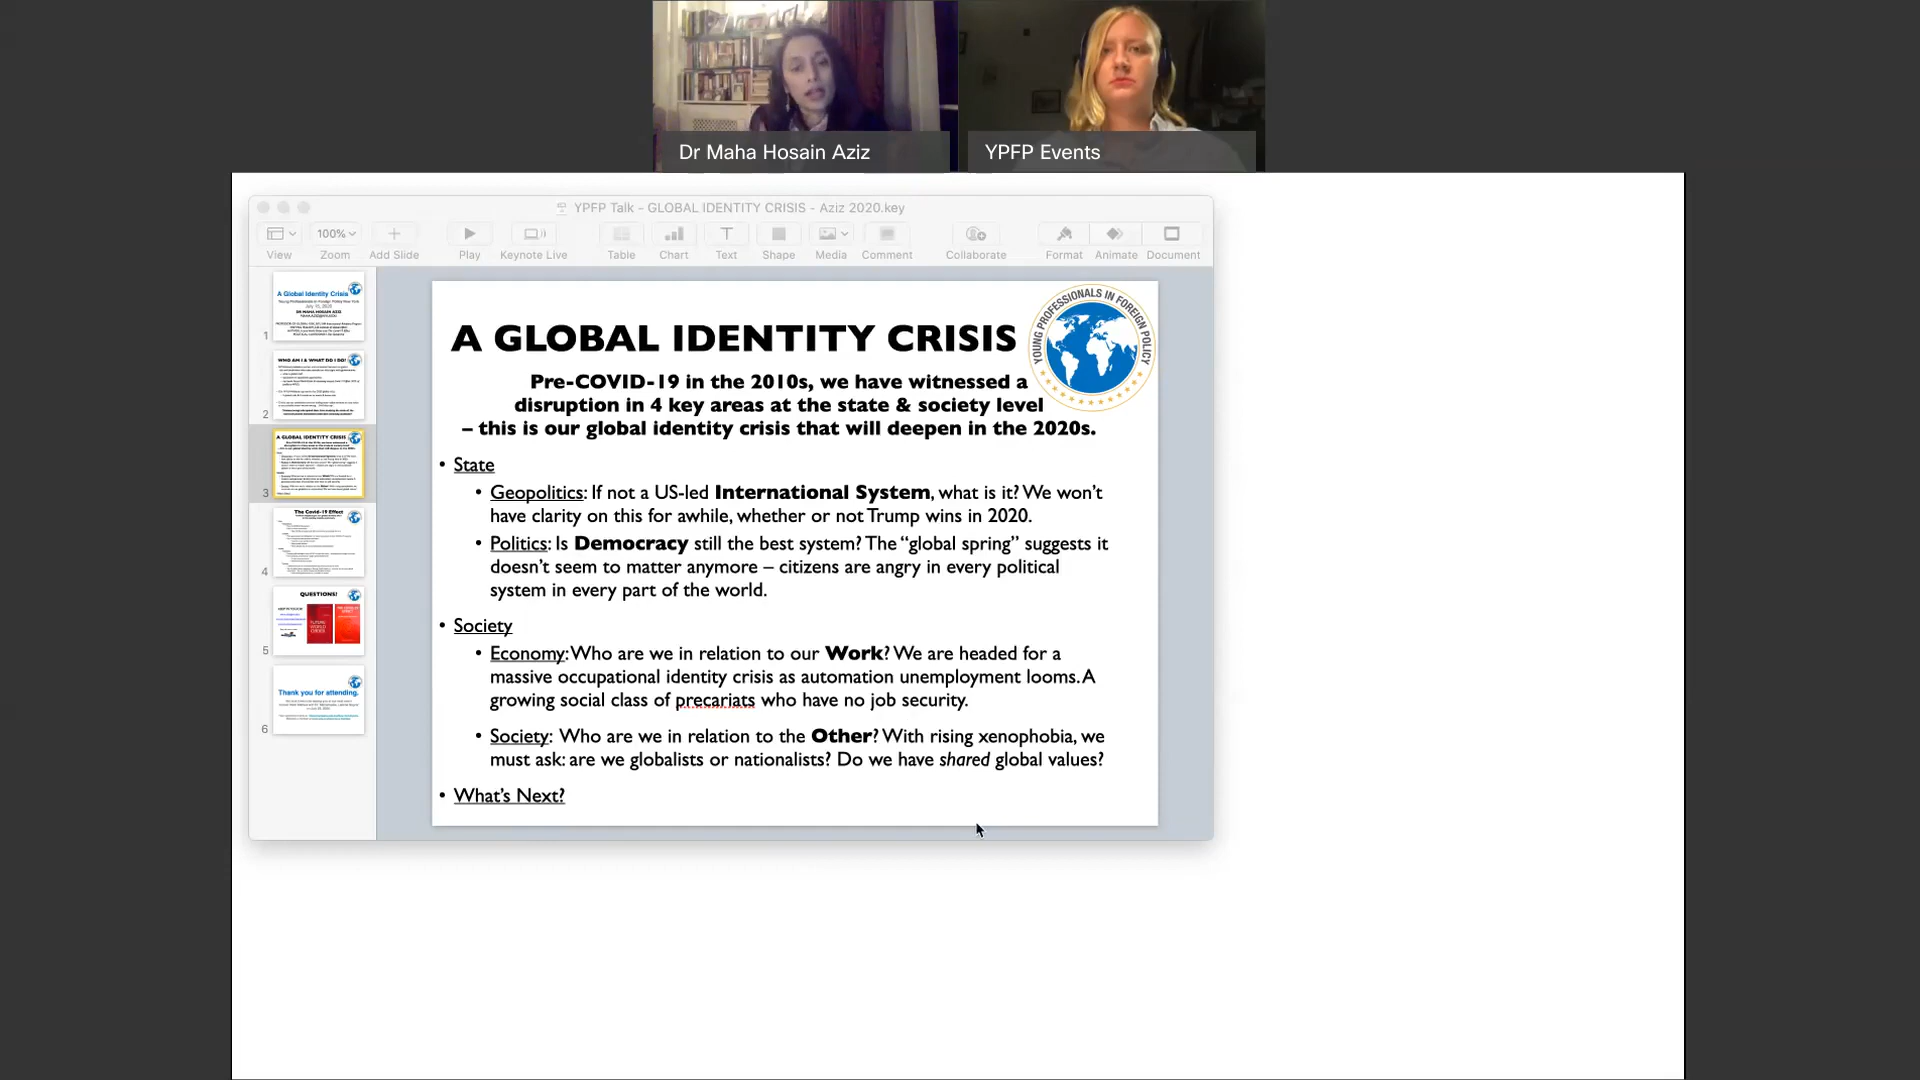 Dr Maha Hosain Aziz
YPFP Events
YPFP Talk - GLOBAL IDENTITY CRISIS - Aziz 2020.key
100%
View
Zoom
Add Slide
Play
Keynote Live
Table
Chart
Text
Shape
Media
Comment
Collaborate
Format
Animate
Document
A Global Identity Crisis
DR MAHA HOSAIN AZIZ
1
WHO AM I & WHAT DO I DO?
2
A GLOBAL IDENTITY CRISIS
3
The Covid-19 Effect
4
QUESTIONS!
5
Thank you for attending.
6
A GLOBAL IDENTITY CRISIS
YOUNG PROFESSIONALS IN FOREIGN POLICY
Pre-COVID-19 in the 2010s, we have witnessed a
disruption in 4 key areas at the state & society level
– this is our global identity crisis that will deepen in the 2020s.
• State
• Geopolitics: If not a US-led International System, what is it? We won’t
have clarity on this for awhile, whether or not Trump wins in 2020.
• Politics: Is Democracy still the best system? The “global spring” suggests it
doesn’t seem to matter anymore – citizens are angry in every political
system in every part of the world.
• Society
• Economy: Who are we in relation to our Work? We are headed for a
massive occupational identity crisis as automation unemployment looms. A
growing social class of precariats who have no job security.
• Society: Who are we in relation to the Other? With rising xenophobia, we
must ask: are we globalists or nationalists? Do we have shared global values?
• What’s Next?